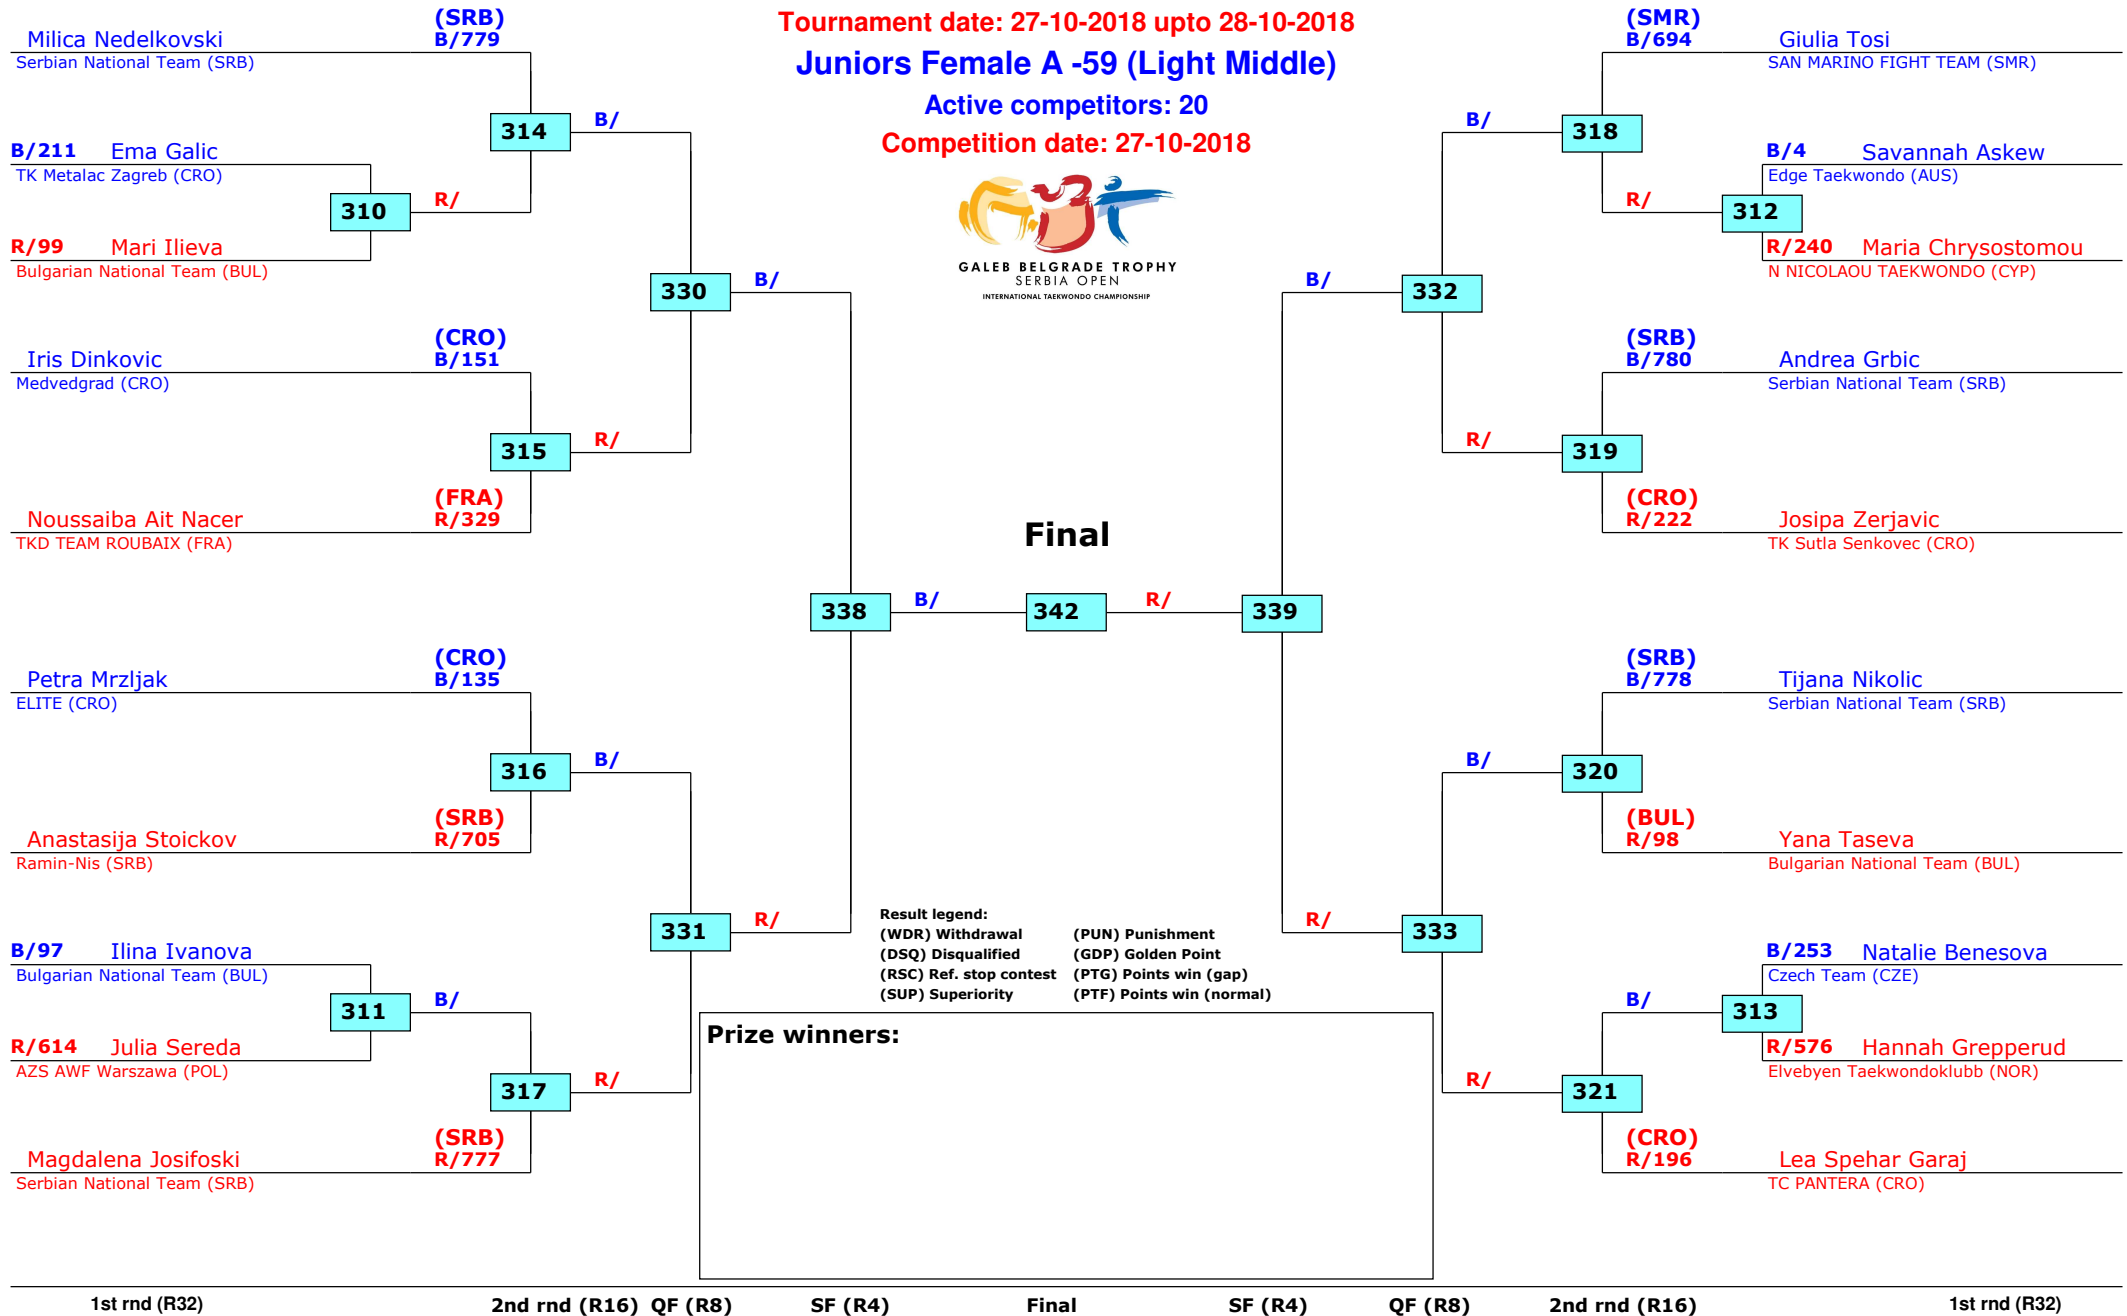 Tournament date: 27-10-2018 upto 28-10-2018
Juniors Female A -59 (Light Middle)
Active competitors: 20
Competition date: 27-10-2018
GALEB BELGRADE TROPHY
SERBIA OPEN
INTERNATIONAL TAEKWONDO CHAMPIONSHIP
(SRB)
Milica Nedelkovski B/779
Serbian National Team (SRB)
314 B/
B/211 Ema Galic
TK Metalac Zagreb (CRO)
310 R/
R/99 Mari Ilieva
Bulgarian National Team (BUL)
330 B/
(CRO)
Iris Dinkovic B/151
Medvedgrad (CRO)
315 R/
(FRA)
Noussaiba Ait Nacer R/329
TKD TEAM ROUBAIX (FRA)
Final
338 B/ 342 R/ 339
(CRO)
Petra Mrzljak B/135
ELITE (CRO)
316 B/
(SRB)
Anastasija Stoickov R/705
Ramin-Nis (SRB)
331 R/
B/97 Ilina Ivanova
Bulgarian National Team (BUL)
311 B/
R/614 Julia Sereda
AZS AWF Warszawa (POL)
317 R/
(SRB)
Magdalena Josifoski R/777
Serbian National Team (SRB)
(SMR)
B/694 Giulia Tosi
SAN MARINO FIGHT TEAM (SMR)
B/ 318
B/4 Savannah Askew
Edge Taekwondo (AUS)
R/ 312
R/240 Maria Chrysostomou
N NICOLAOU TAEKWONDO (CYP)
B/ 332
(SRB)
B/780 Andrea Grbic
Serbian National Team (SRB)
R/ 319
(CRO)
R/222 Josipa Zerjavic
TK Sutla Senkovec (CRO)
(SRB)
B/778 Tijana Nikolic
Serbian National Team (SRB)
B/ 320
(BUL)
R/98 Yana Taseva
Bulgarian National Team (BUL)
R/ 333
B/253 Natalie Benesova
Czech Team (CZE)
B/ 313
R/576 Hannah Grepperud
Elvebyen Taekwondoklubb (NOR)
R/ 321
(CRO)
R/196 Lea Spehar Garaj
TC PANTERA (CRO)
Result legend:
(WDR) Withdrawal (PUN) Punishment
(DSQ) Disqualified (GDP) Golden Point
(RSC) Ref. stop contest (PTG) Points win (gap)
(SUP) Superiority (PTF) Points win (normal)
Prize winners:
1st rnd (R32) 2nd rnd (R16) QF (R8) SF (R4) Final SF (R4) QF (R8) 2nd rnd (R16) 1st rnd (R32)